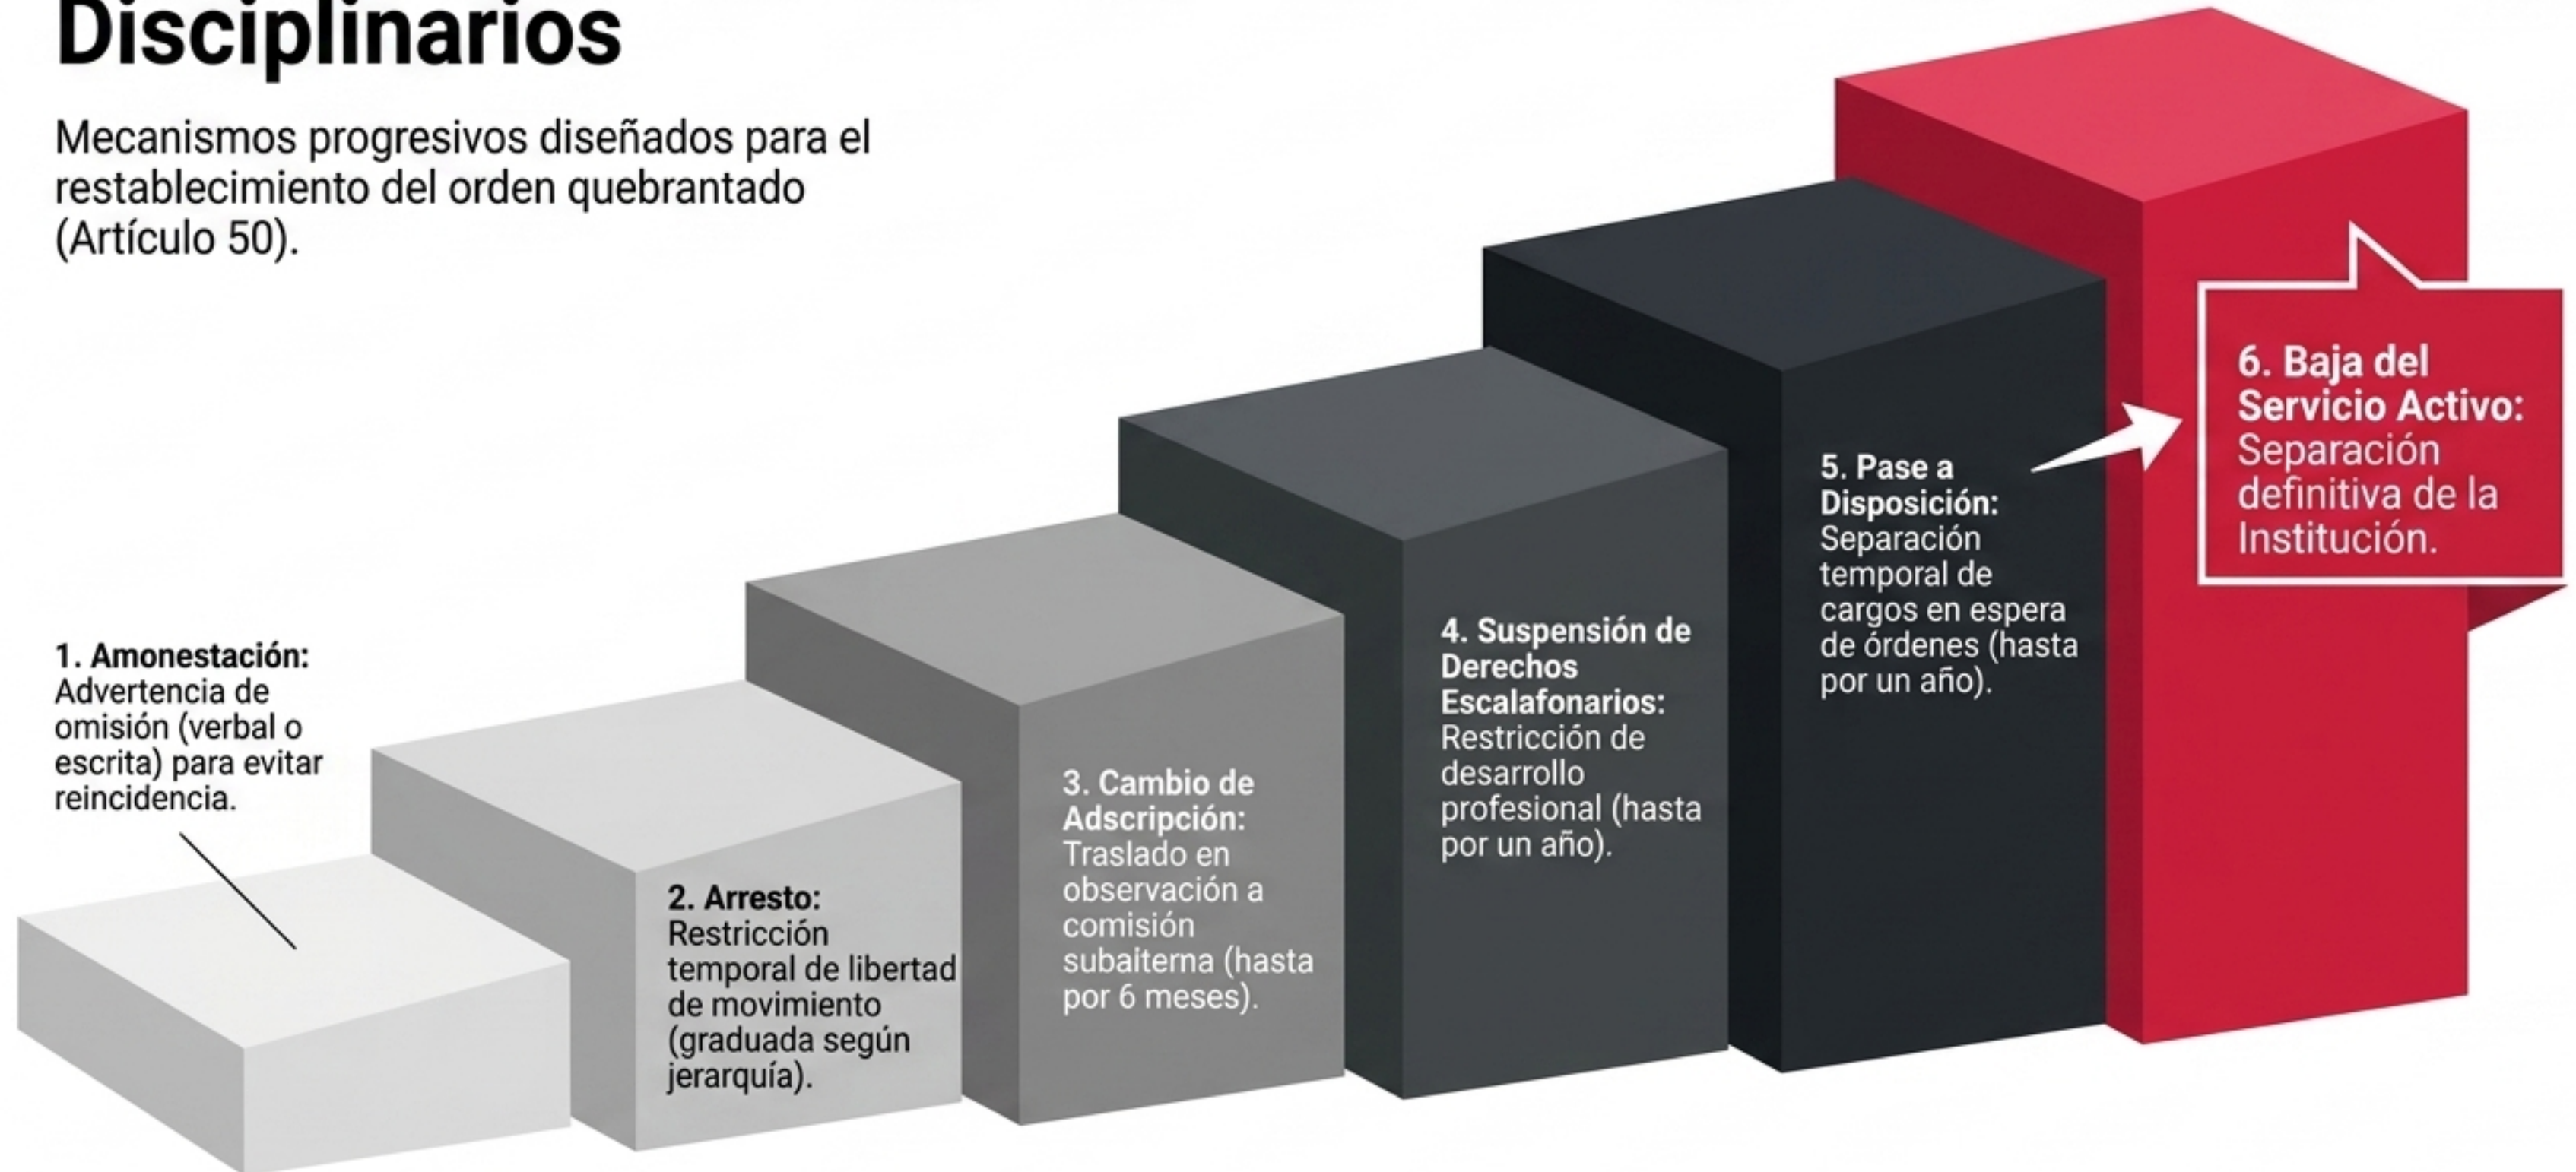 Disciplinarios
Mecanismos progresivos diseñados para el
restablecimiento del orden quebrantado
(Artículo 50).
1. Amonestación:
Advertencia de
omisión (verbal o
escrita) para evitar
reincidencia.
2. Arresto:
Restricción
temporal de libertad
de movimiento
(graduada según
jerarquía).
3. Cambio de
Adscripción:
Traslado en
observación a
comisión
subaiterna (hasta
por 6 meses).
4. Suspensión de
Derechos
Escalafonarios:
Restricción de
desarrollo
profesional (hasta
por un año).
5. Pase a
Disposición:
Separación
temporal de
cargos en espera
de órdenes (hasta
por un año).
6. Baja del
Servicio Activo:
Separación
definitiva de la
Institución.